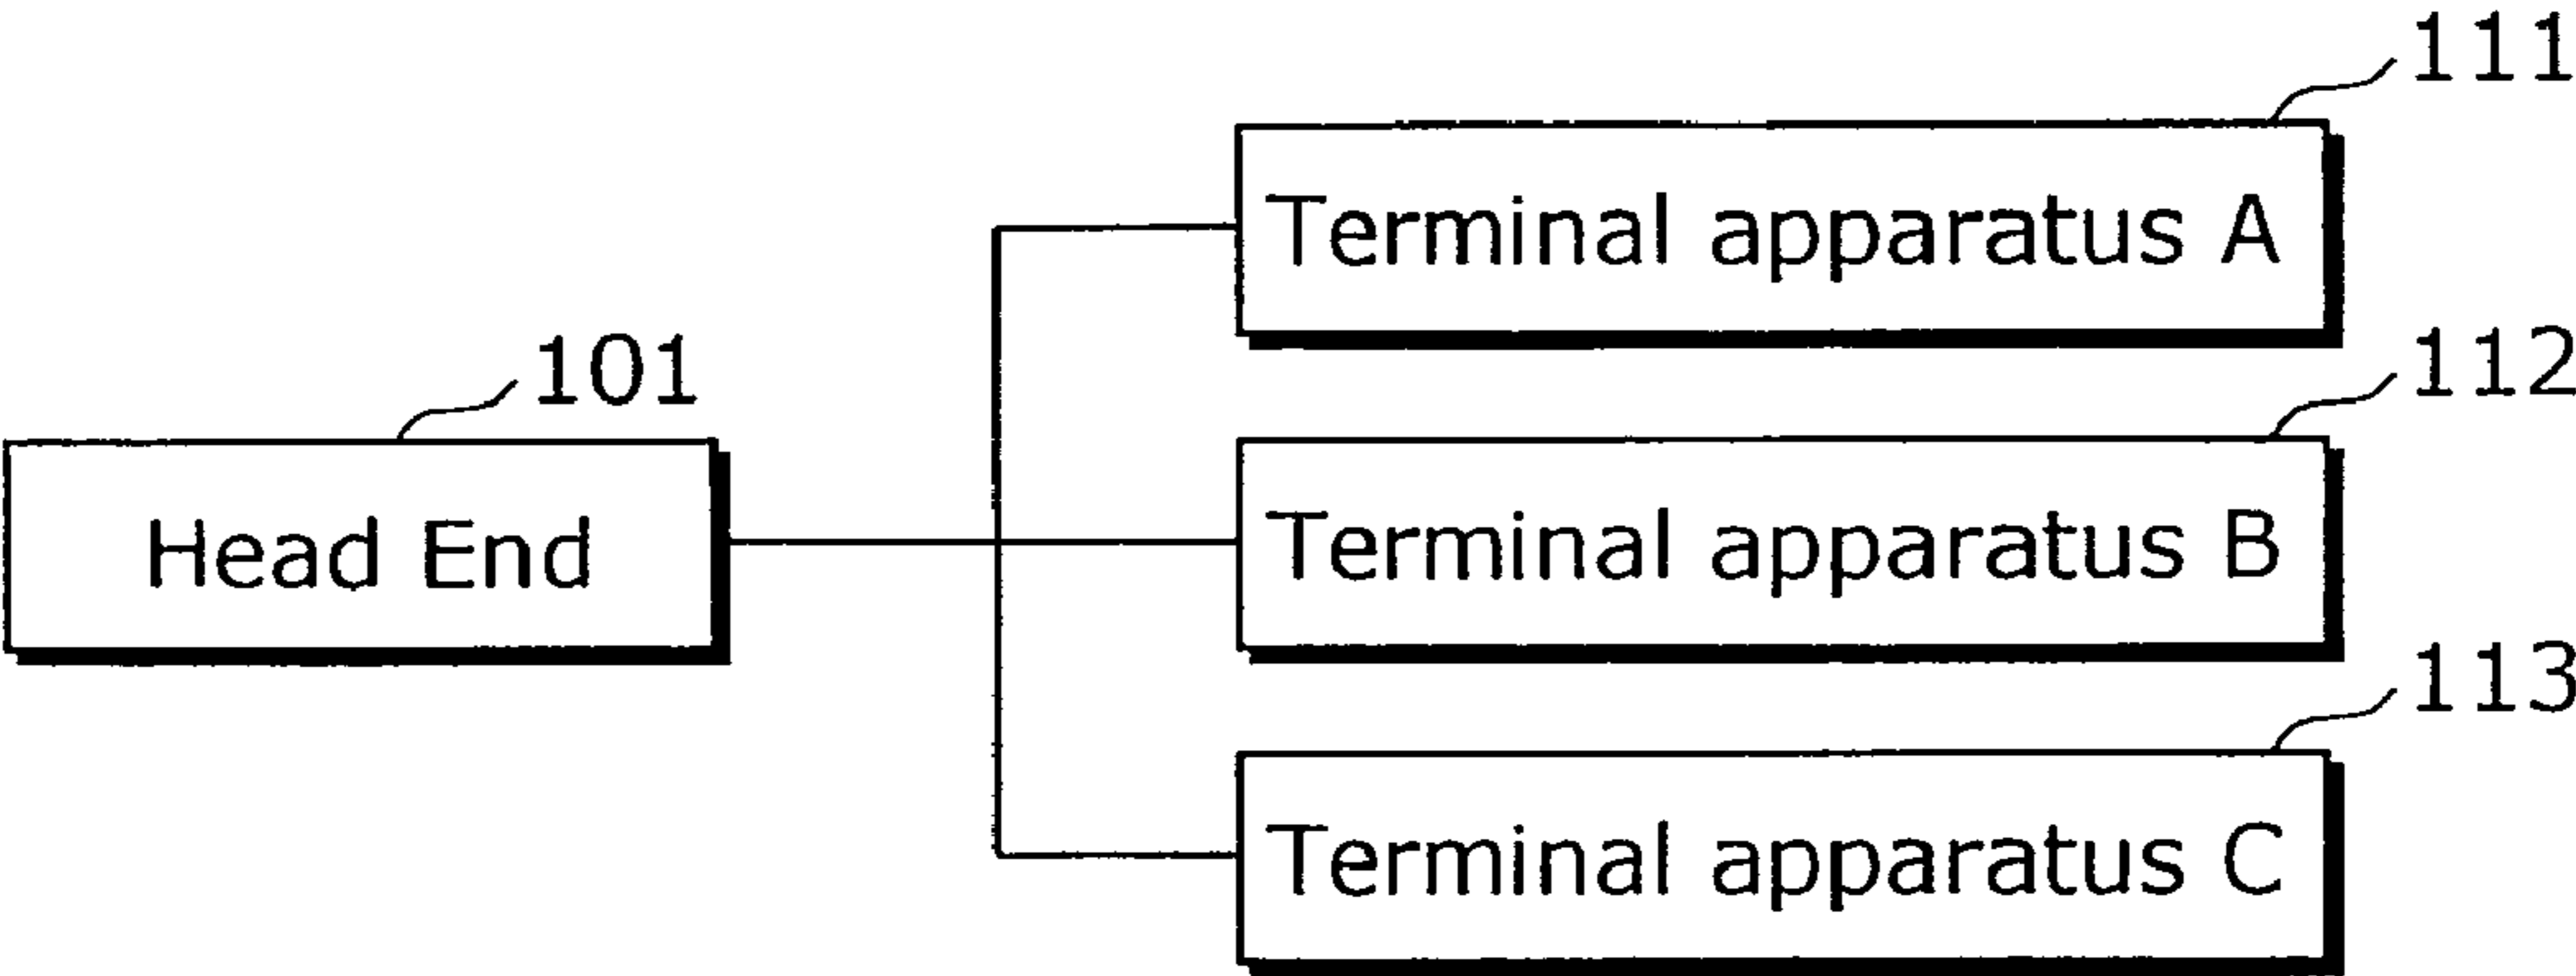 111
Terminal apparatus A
101
112
Head End
Terminal apparatus B
113
Terminal apparatus C